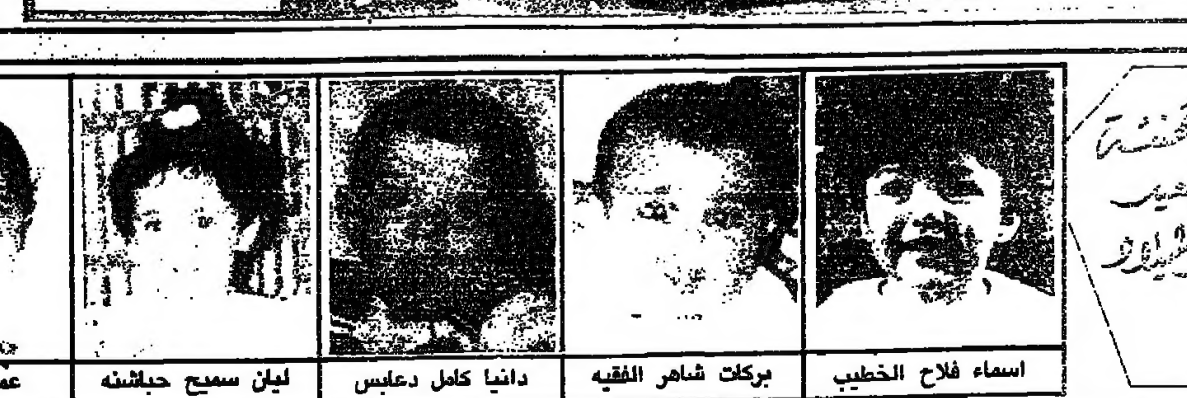 اسماء فلاح الخطيب
بركات شاهر الفقيه
دانيا كامل دعابس
ليان سميح حباشنه